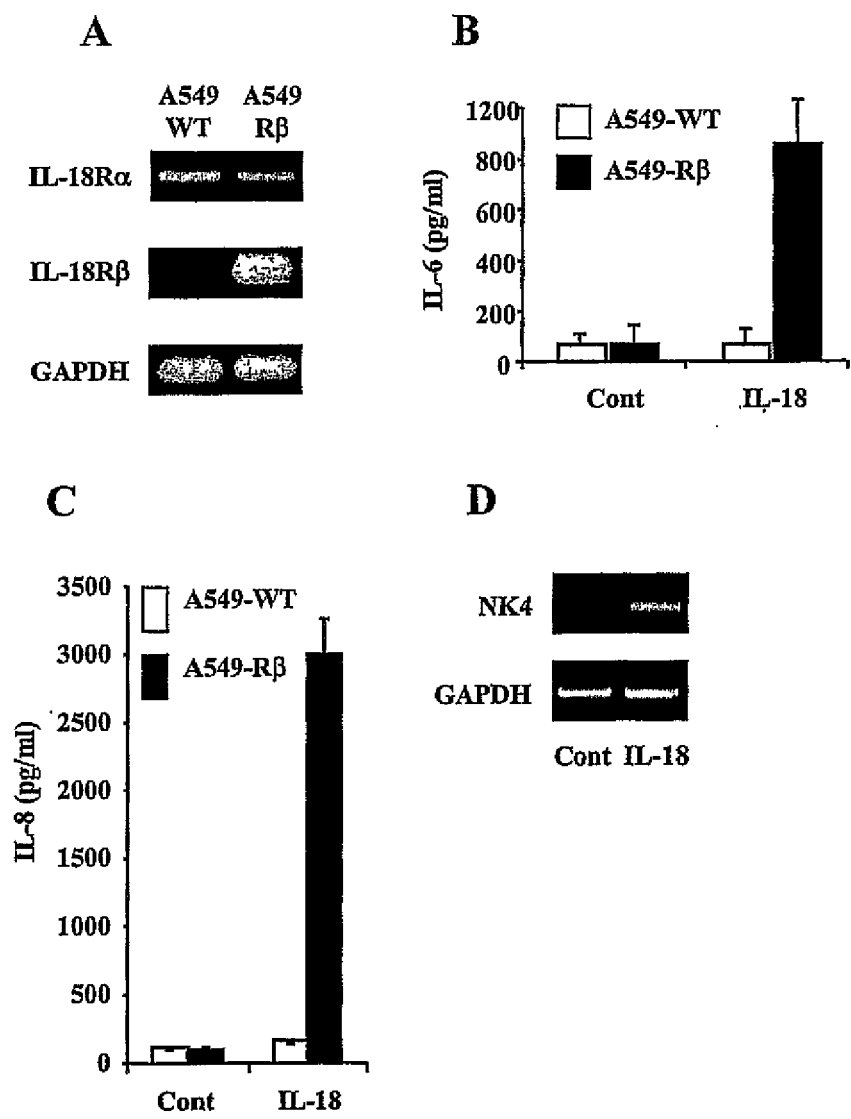 A
A549 A549
WT Rβ
IL-18Rα
IL-18Rβ
GAPDH
B
A549-WT
A549-Rβ
IL-6 (pg/ml)
1200
800
600
400
200
0
Cont IL-18
C
A549-WT
A549-Rβ
IL-8 (pg/ml)
3500
3000
2500
2000
1500
1000
500
0
Cont IL-18
D
NK4
GAPDH
Cont IL-18